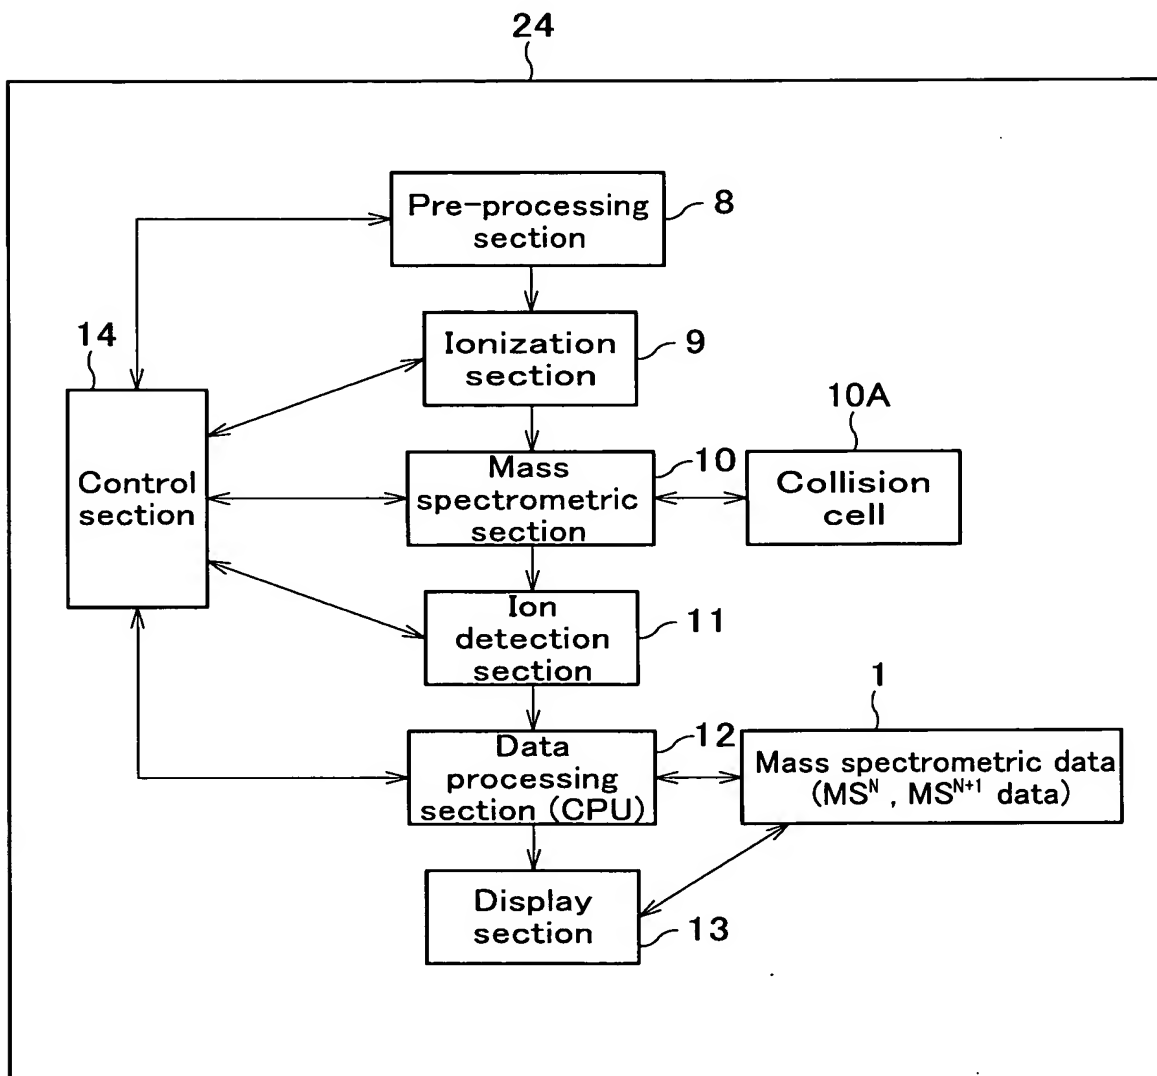 24
Pre-processing
section
8
Ionization
section
9
14
Control
section
Mass
spectrometric
section
10
10A
Collision
cell
Ion
detection
section
11
Data
processing
section (CPU)
12
1
Mass spectrometric data
(MS^N , MS^N+1 data)
Display
section
13